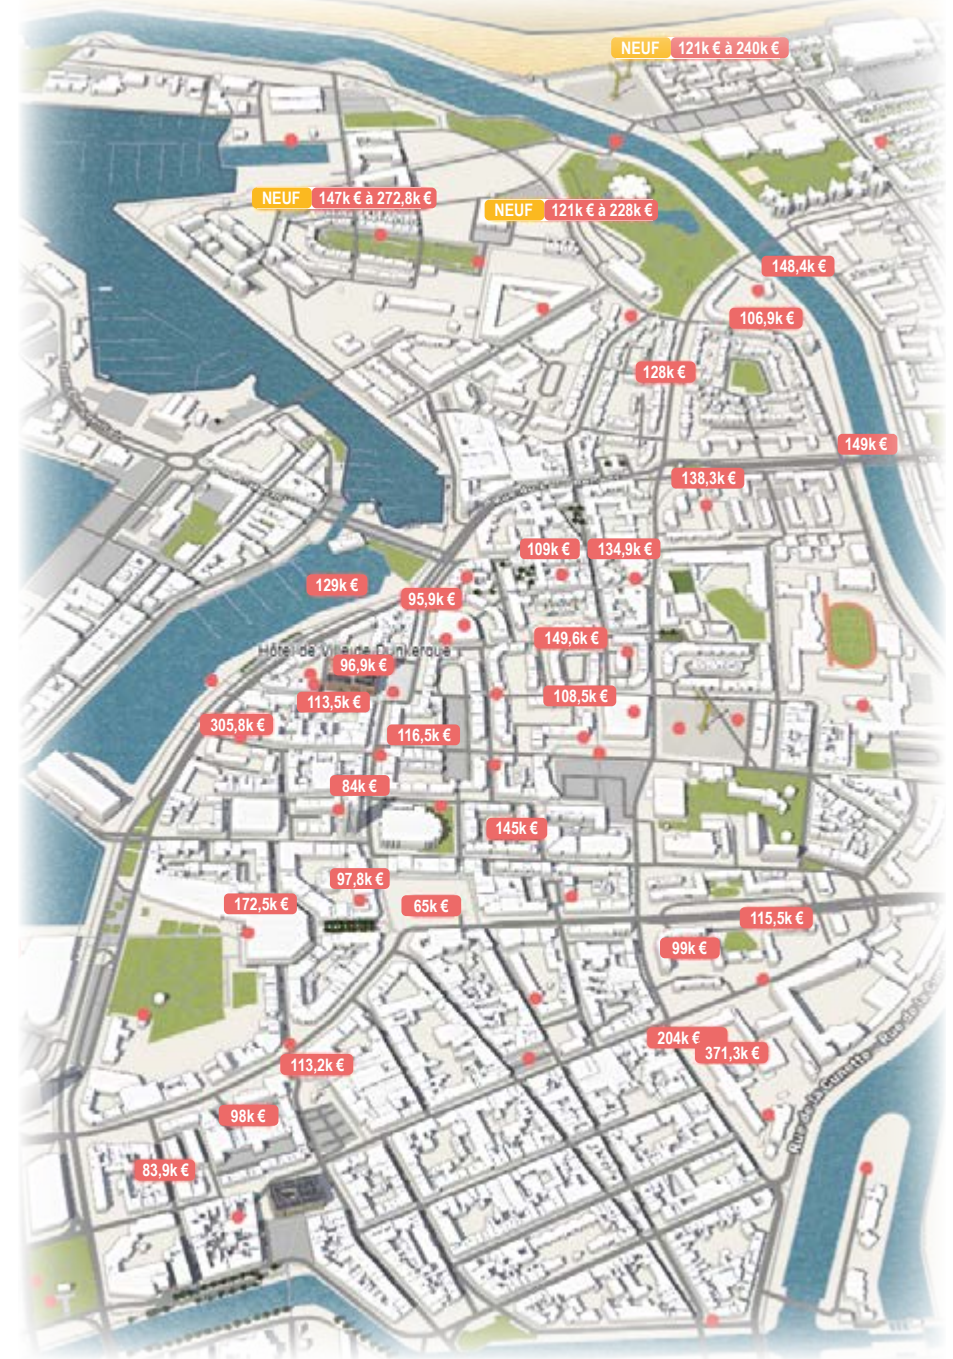 NEUF 121k € à 240k €
NEUF 147k € à 272,8k €
NEUF 121k € à 228k €
148,4k €
106,9k €
128k €
149k €
138,3k €
109k €
134,9k €
129k €
95,9k €
149,6k €
Hôtel de Ville de Dunkerque
96,9k €
108,5k €
113,5k €
305,8k €
116,5k €
84k €
145k €
97,8k €
172,5k €
65k €
115,5k €
99k €
204k €
371,3k €
Rue de la Cunette
Rue de la
113,2k €
98k €
83,9k €